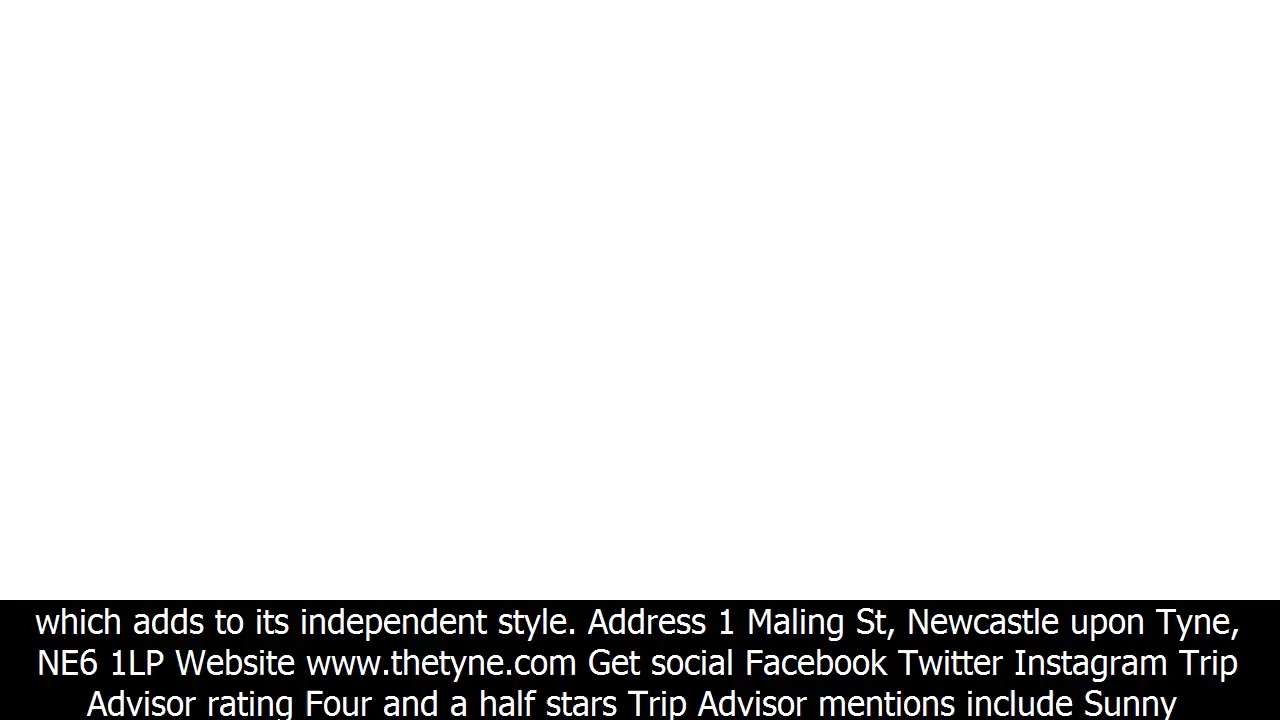 which adds to its independent style. Address 1 Maling St, Newcastle upon Tyne,
NE6 1LP Website www.thetyne.com Get social Facebook Twitter Instagram Trip
Advisor rating Four and a half stars Trip Advisor mentions include Sunny